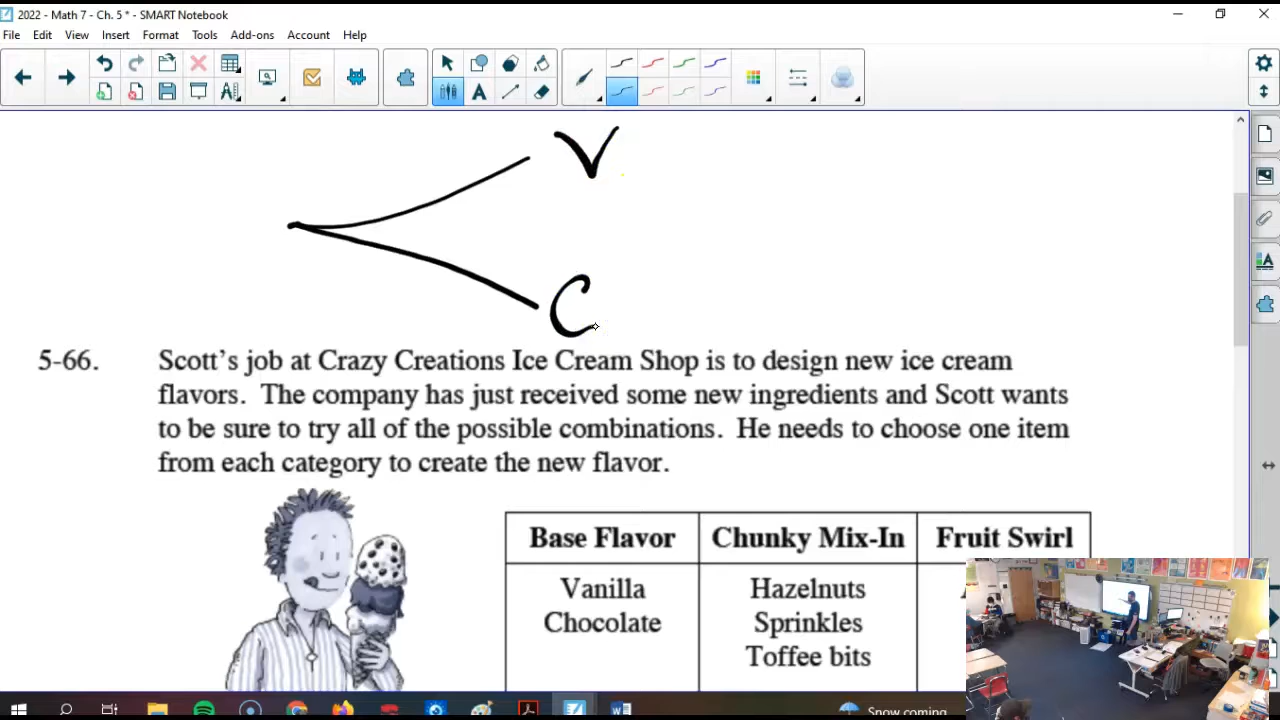 2022 - Math 7 - Ch. 5 * - SMART Notebook
File Edit View Insert Format Tools Add-ons Account Help
V
C
5-66. Scott's job at Crazy Creations Ice Cream Shop is to design new ice cream
flavors. The company has just received some new ingredients and Scott wants
to be sure to try all of the possible combinations. He needs to choose one item
from each category to create the new flavor.
Base Flavor Chunky Mix-In Fruit Swirl
Vanilla Hazelnuts
Chocolate Sprinkles
Toffee bits
Snow coming